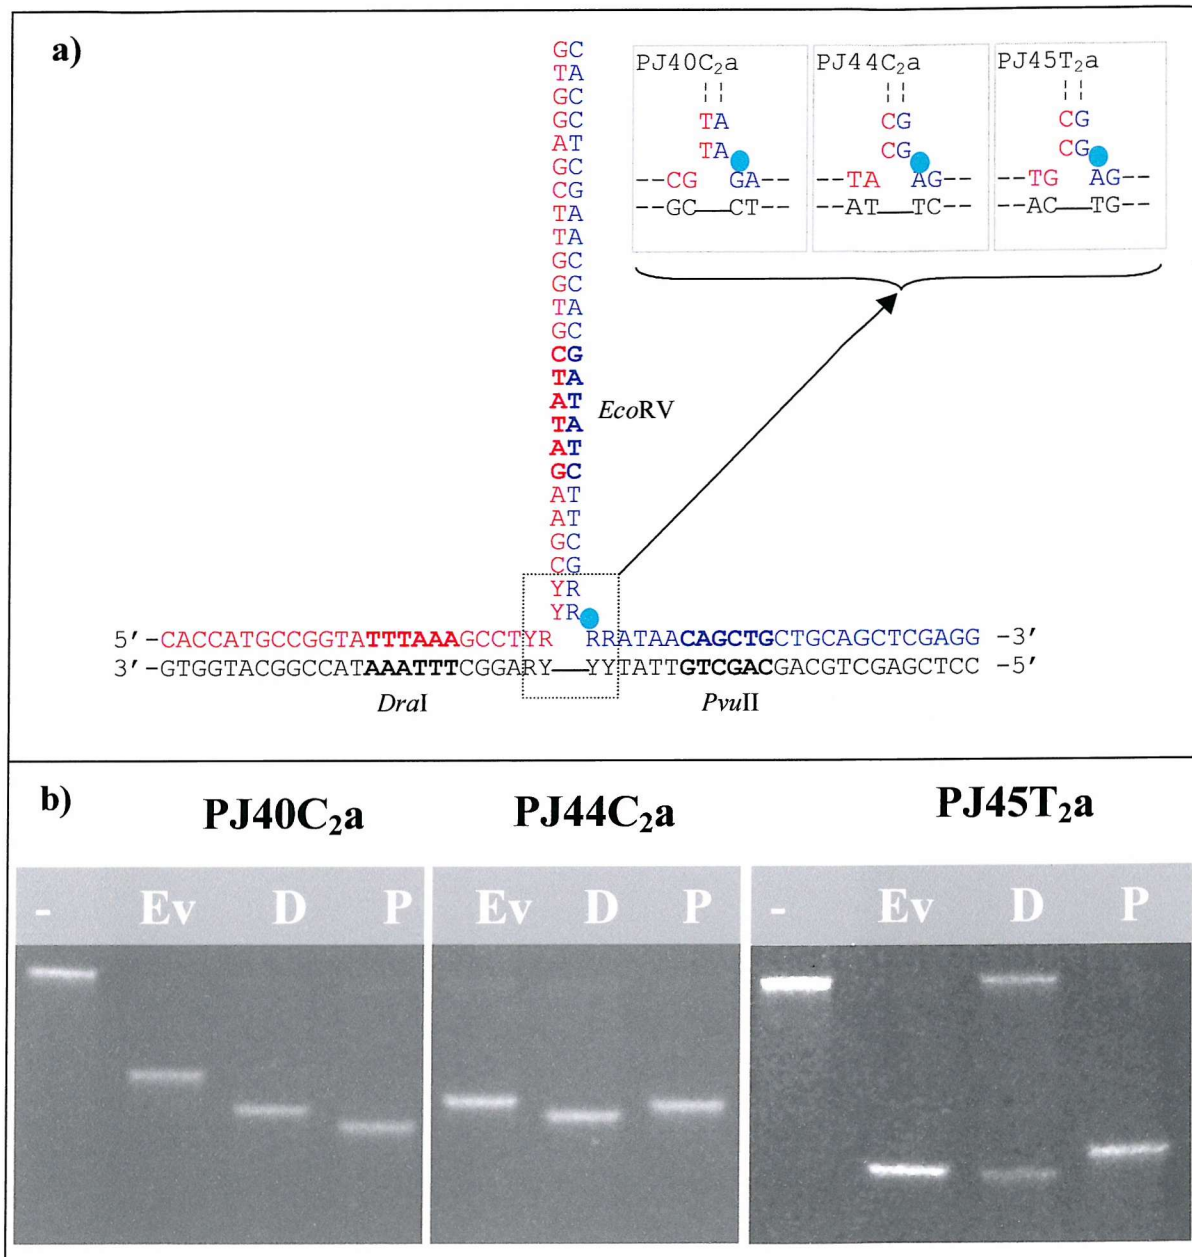 a)
GC
TA
GC
GC
AT
GC
CG
TA
TA
GC
GC
TA
GC
CG
TA
AT
TA
AT
GC
AT
AT
GC
CG
YR
YR
EcoRV
PJ40C₂a
TA
TA
--CG GA--
--GC CT--
PJ44C₂a
CG
CG
--TA AG--
--AT TC--
PJ45T₂a
CG
CG
--TG AG--
--AC TG--
5′-CACCATGCCGGTATTTAAAGCCTYR RRATAACAGCTGCTGCAGCTCGAGG -3′
3′-GTGGTACGGCCATAAATTTCGGARY YYTATTGTCGACGACGTCGAGCTCC -5′
DraI PvuII
b)
PJ40C₂a PJ44C₂a PJ45T₂a
- Ev D P Ev D P - Ev D P